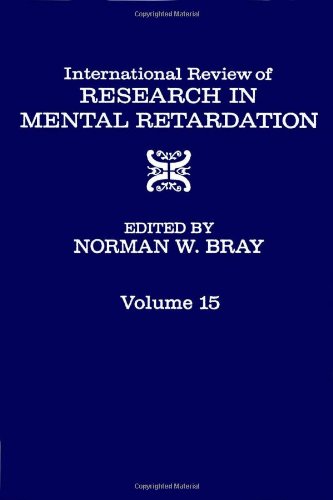 International Review of
RESEARCH IN
MENTAL RETARDATION
EDITED BY
NORMAN W. BRAY
Volume 15